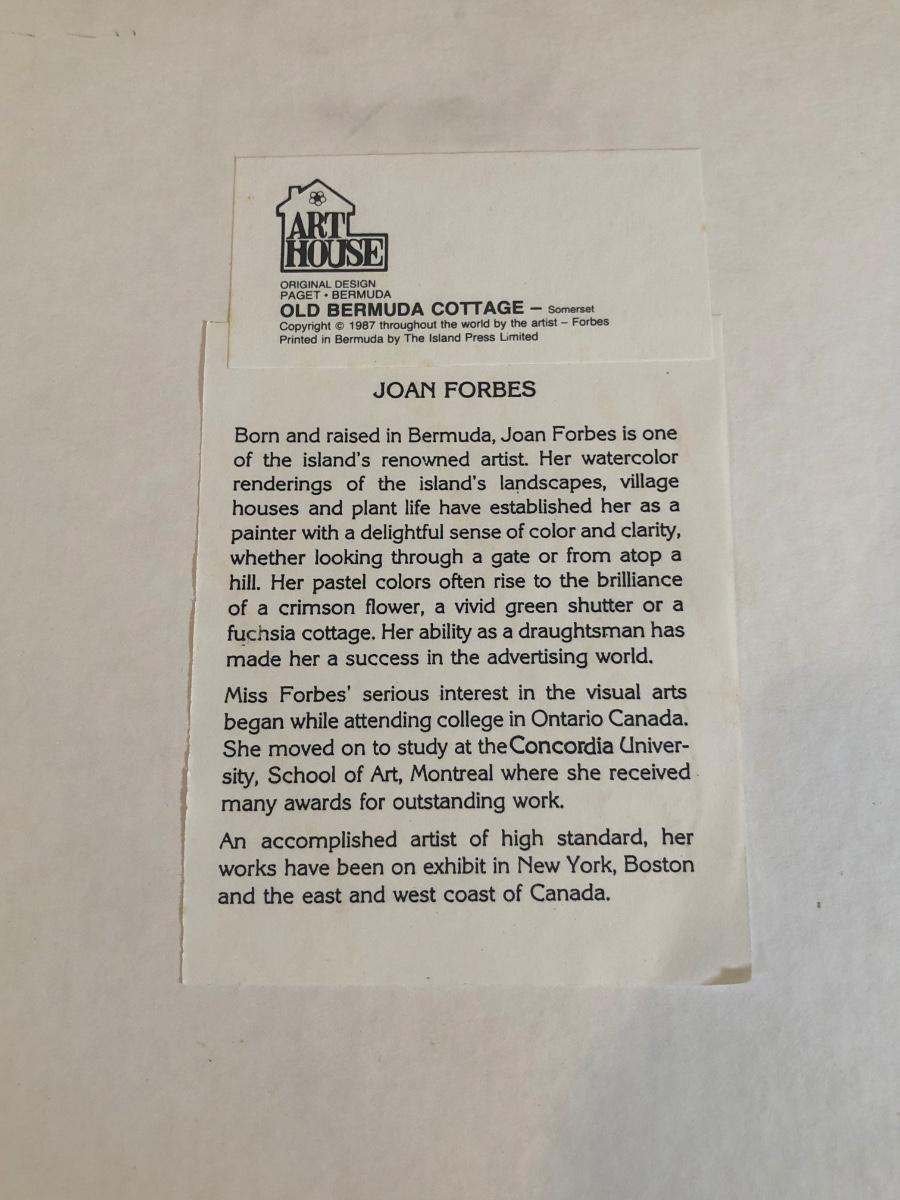 ART
HOUSE
ORIGINAL DESIGN
PAGET • BERMUDA
OLD BERMUDA COTTAGE – Somerset
Copyright © 1987 throughout the world by the artist – Forbes
Printed in Bermuda by The Island Press Limited
JOAN FORBES
Born and raised in Bermuda, Joan Forbes is one
of the island's renowned artist. Her watercolor
renderings of the island's landscapes, village
houses and plant life have established her as a
painter with a delightful sense of color and clarity,
whether looking through a gate or from atop a
hill. Her pastel colors often rise to the brilliance
of a crimson flower, a vivid green shutter or a
fuchsia cottage. Her ability as a draughtsman has
made her a success in the advertising world.
Miss Forbes' serious interest in the visual arts
began while attending college in Ontario Canada.
She moved on to study at the Concordia Univer-
sity, School of Art, Montreal where she received
many awards for outstanding work.
An accomplished artist of high standard, her
works have been on exhibit in New York, Boston
and the east and west coast of Canada.